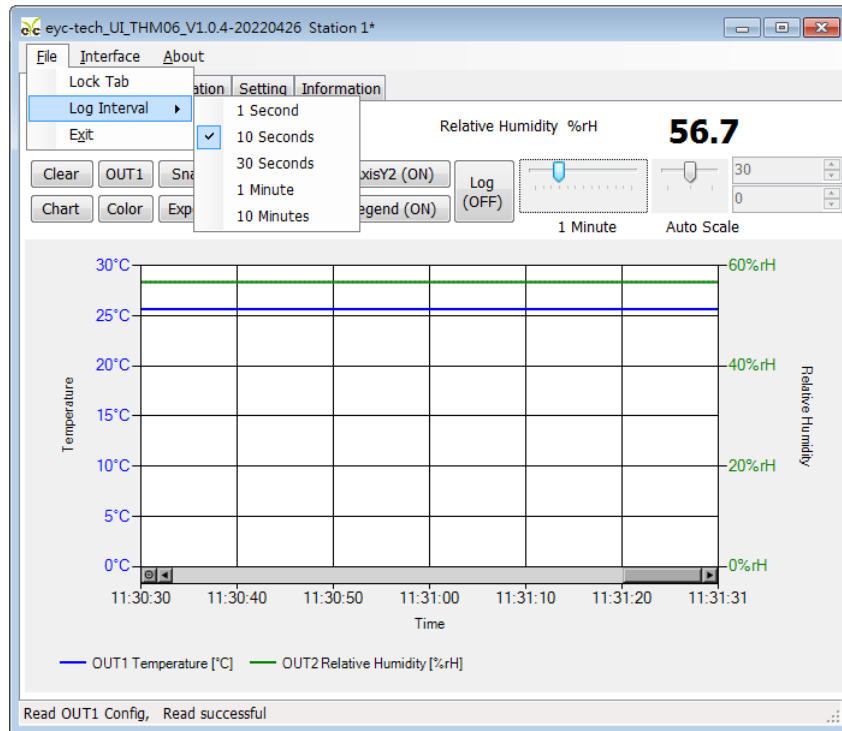 eyc-tech_UI_THM06_V1.0.4-20220426 Station 1*
File Interface About
Lock Tab
Log Interval
Exit
1 Second
10 Seconds
30 Seconds
1 Minute
10 Minutes
Setting Information
Relative Humidity %rH 56.7
Clear OUT1 (ON) Log (OFF) 30
Chart Color (ON) 0
1 Minute Auto Scale
30°C 60%rH
25°C
20°C 40%rH
15°C
10°C 20%rH
5°C
0°C 0%rH
Temperature
Relative Humidity
11:30:30 11:30:40 11:30:50 11:31:00 11:31:10 11:31:20 11:31:31
Time
OUT1 Temperature [°C] OUT2 Relative Humidity [%rH]
Read OUT1 Config, Read successful